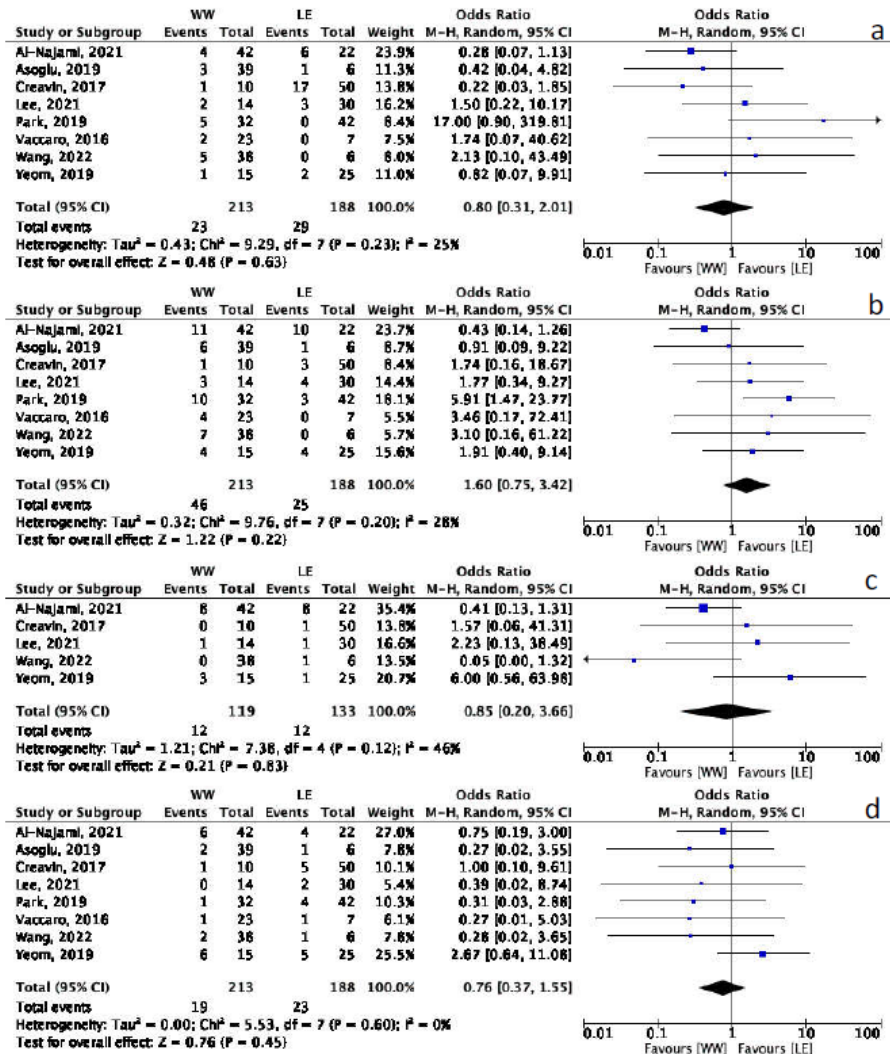 WW LE Odds Ratio Odds Ratio a
Study or Subgroup Events Total Events Total Weight M-H, Random, 95% CI M-H, Random, 95% CI
Al-Najami, 2021 4 42 6 22 23.9% 0.28 [0.07, 1.13]
Asoglu, 2019 3 39 1 6 11.3% 0.42 [0.04, 4.82]
Creavin, 2017 1 10 17 50 13.8% 0.22 [0.03, 1.85]
Lee, 2021 2 14 3 30 16.2% 1.50 [0.22, 10.17]
Park, 2019 5 32 0 42 8.4% 17.00 [0.90, 319.81]
Vaccaro, 2016 2 23 0 7 7.5% 1.74 [0.07, 40.62]
Wang, 2022 5 38 0 6 8.0% 2.13 [0.10, 43.49]
Yeom, 2019 1 15 2 25 11.0% 0.82 [0.07, 9.91]
Total (95% CI) 213 188 100.0% 0.80 [0.31, 2.01]
Total events 23 29
Heterogeneity: Tau² = 0.43; Chi² = 9.29, df = 7 (P = 0.23); I² = 25%
Test for overall effect: Z = 0.48 (P = 0.63)
0.01 0.1 1 10 100
Favours [WW] Favours [LE]
WW LE Odds Ratio Odds Ratio b
Study or Subgroup Events Total Events Total Weight M-H, Random, 95% CI M-H, Random, 95% CI
Al-Najami, 2021 11 42 10 22 23.7% 0.43 [0.14, 1.26]
Asoglu, 2019 6 39 1 6 8.7% 0.91 [0.09, 9.22]
Creavin, 2017 1 10 3 50 8.4% 1.74 [0.16, 18.67]
Lee, 2021 3 14 4 30 14.4% 1.77 [0.34, 9.27]
Park, 2019 10 32 3 42 18.1% 5.91 [1.47, 23.77]
Vaccaro, 2016 4 23 0 7 5.5% 3.46 [0.17, 72.41]
Wang, 2022 7 38 0 6 5.7% 3.10 [0.16, 61.22]
Yeom, 2019 4 15 4 25 15.6% 1.91 [0.40, 9.14]
Total (95% CI) 213 188 100.0% 1.60 [0.75, 3.42]
Total events 46 25
Heterogeneity: Tau² = 0.32; Chi² = 9.76, df = 7 (P = 0.20); I² = 28%
Test for overall effect: Z = 1.22 (P = 0.22)
0.01 0.1 1 10 100
Favours [WW] Favours [LE]
WW LE Odds Ratio Odds Ratio c
Study or Subgroup Events Total Events Total Weight M-H, Random, 95% CI M-H, Random, 95% CI
Al-Najami, 2021 8 42 8 22 35.4% 0.41 [0.13, 1.31]
Creavin, 2017 0 10 1 50 13.8% 1.57 [0.06, 41.31]
Lee, 2021 1 14 1 30 16.6% 2.23 [0.13, 38.49]
Wang, 2022 0 38 1 6 13.5% 0.05 [0.00, 1.32]
Yeom, 2019 3 15 1 25 20.7% 6.00 [0.56, 63.98]
Total (95% CI) 119 133 100.0% 0.85 [0.20, 3.66]
Total events 12 12
Heterogeneity: Tau² = 1.21; Chi² = 7.38, df = 4 (P = 0.12); I² = 46%
Test for overall effect: Z = 0.21 (P = 0.83)
0.01 0.1 1 10 100
Favours [WW] Favours [LE]
WW LE Odds Ratio Odds Ratio d
Study or Subgroup Events Total Events Total Weight M-H, Random, 95% CI M-H, Random, 95% CI
Al-Najami, 2021 6 42 4 22 27.0% 0.75 [0.19, 3.00]
Asoglu, 2019 2 39 1 6 7.8% 0.27 [0.02, 3.55]
Creavin, 2017 1 10 5 50 10.1% 1.00 [0.10, 9.61]
Lee, 2021 0 14 2 30 5.4% 0.39 [0.02, 8.74]
Park, 2019 1 32 4 42 10.3% 0.31 [0.03, 2.88]
Vaccaro, 2016 1 23 1 7 6.1% 0.27 [0.01, 5.03]
Wang, 2022 2 38 1 6 7.8% 0.28 [0.02, 3.65]
Yeom, 2019 6 15 5 25 25.5% 2.67 [0.64, 11.08]
Total (95% CI) 213 188 100.0% 0.76 [0.37, 1.55]
Total events 19 23
Heterogeneity: Tau² = 0.00; Chi² = 5.53, df = 7 (P = 0.60); I² = 0%
Test for overall effect: Z = 0.76 (P = 0.45)
0.01 0.1 1 10 100
Favours [WW] Favours [LE]